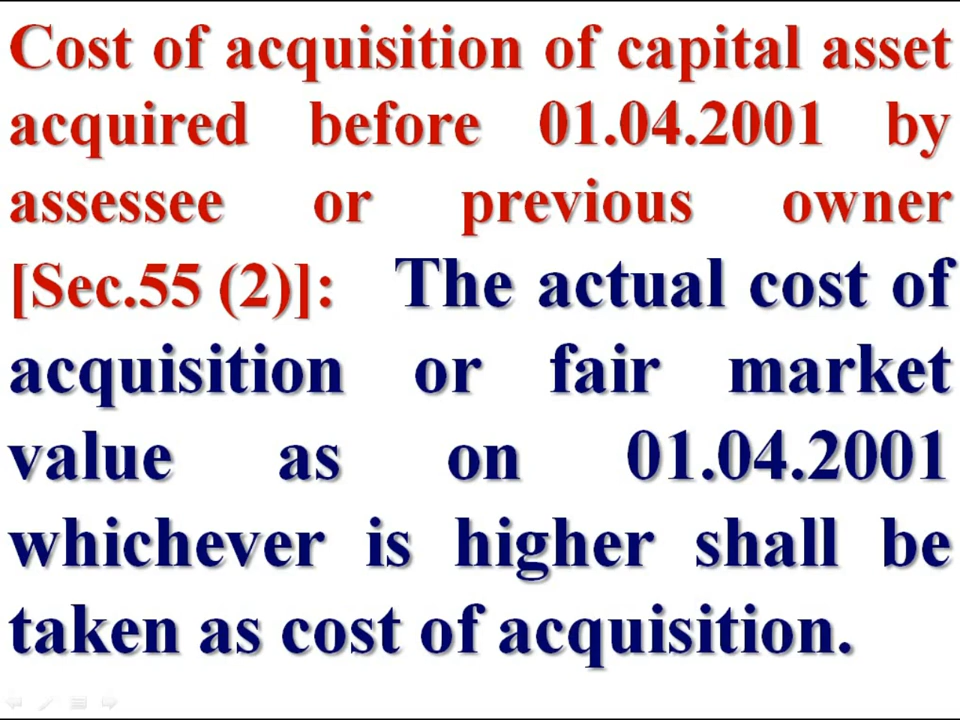 Cost of acquisition of capital asset
acquired before 01.04.2001 by
assessee or previous owner
[Sec.55 (2)]: The actual cost of
acquisition or fair market
value as on 01.04.2001
whichever is higher shall be
taken as cost of acquisition.